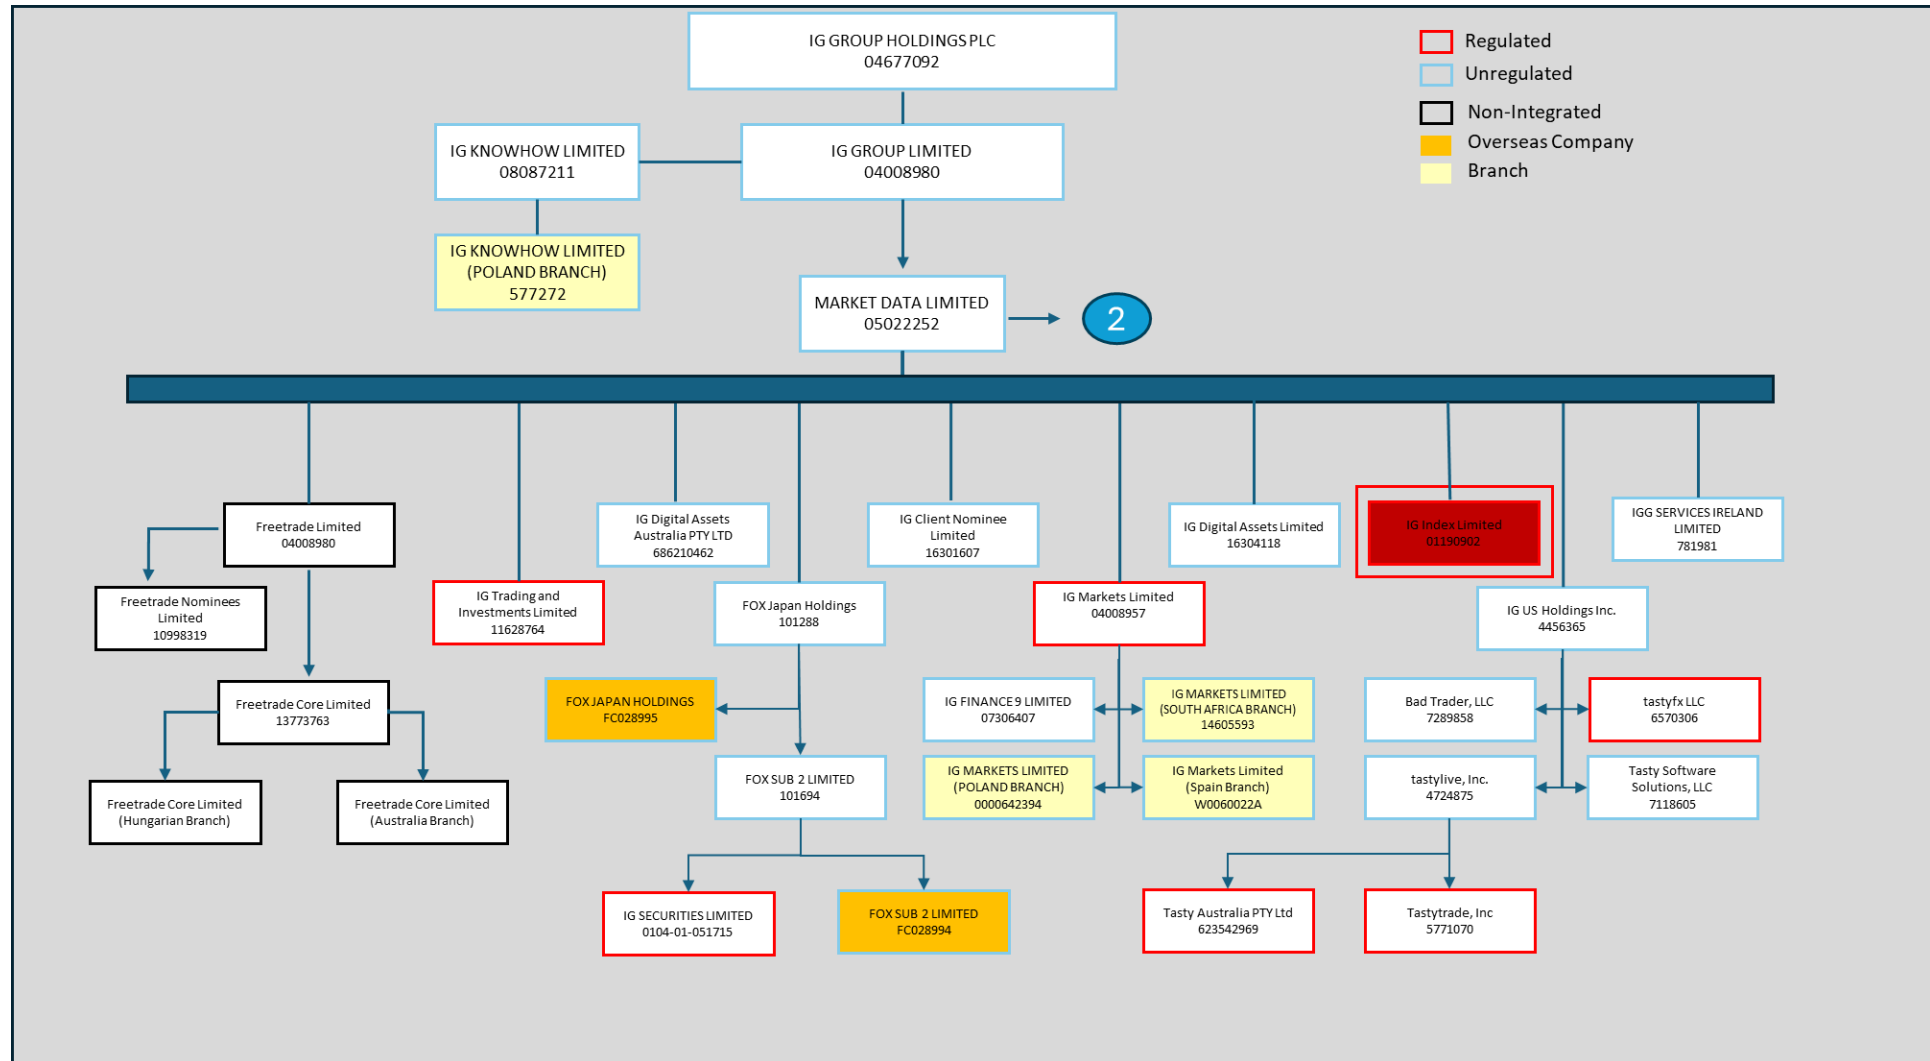 IG GROUP HOLDINGS PLC
04677092
Regulated
Unregulated
Non-Integrated
Overseas Company
Branch
IG KNOWHOW LIMITED
08087211
IG GROUP LIMITED
04008980
IG KNOWHOW LIMITED
(POLAND BRANCH)
577272
MARKET DATA LIMITED
05022252
2
Freetrade Limited
04008980
IG Digital Assets
Australia PTY LTD
686210462
IG Client Nominee
Limited
16301607
IG Digital Assets Limited
16304118
IG Index Limited
01190902
IGG SERVICES IRELAND
LIMITED
781981
Freetrade Nominees
Limited
10998319
IG Trading and
Investments Limited
11628764
FOX Japan Holdings
101288
IG Markets Limited
04008957
IG US Holdings Inc.
4456365
Freetrade Core Limited
13773763
FOX JAPAN HOLDINGS
FC028995
IG FINANCE 9 LIMITED
07306407
IG MARKETS LIMITED
(SOUTH AFRICA BRANCH)
14605593
Bad Trader, LLC
7289858
tastyfx LLC
6570306
Freetrade Core Limited
(Hungarian Branch)
Freetrade Core Limited
(Australia Branch)
FOX SUB 2 LIMITED
101694
IG MARKETS LIMITED
(POLAND BRANCH)
0000642394
IG Markets Limited
(Spain Branch)
W0060022A
tastylive, Inc.
4724875
Tasty Software
Solutions, LLC
7118605
IG SECURITIES LIMITED
0104-01-051715
FOX SUB 2 LIMITED
FC028994
Tasty Australia PTY Ltd
623542969
Tastytrade, Inc
5771070